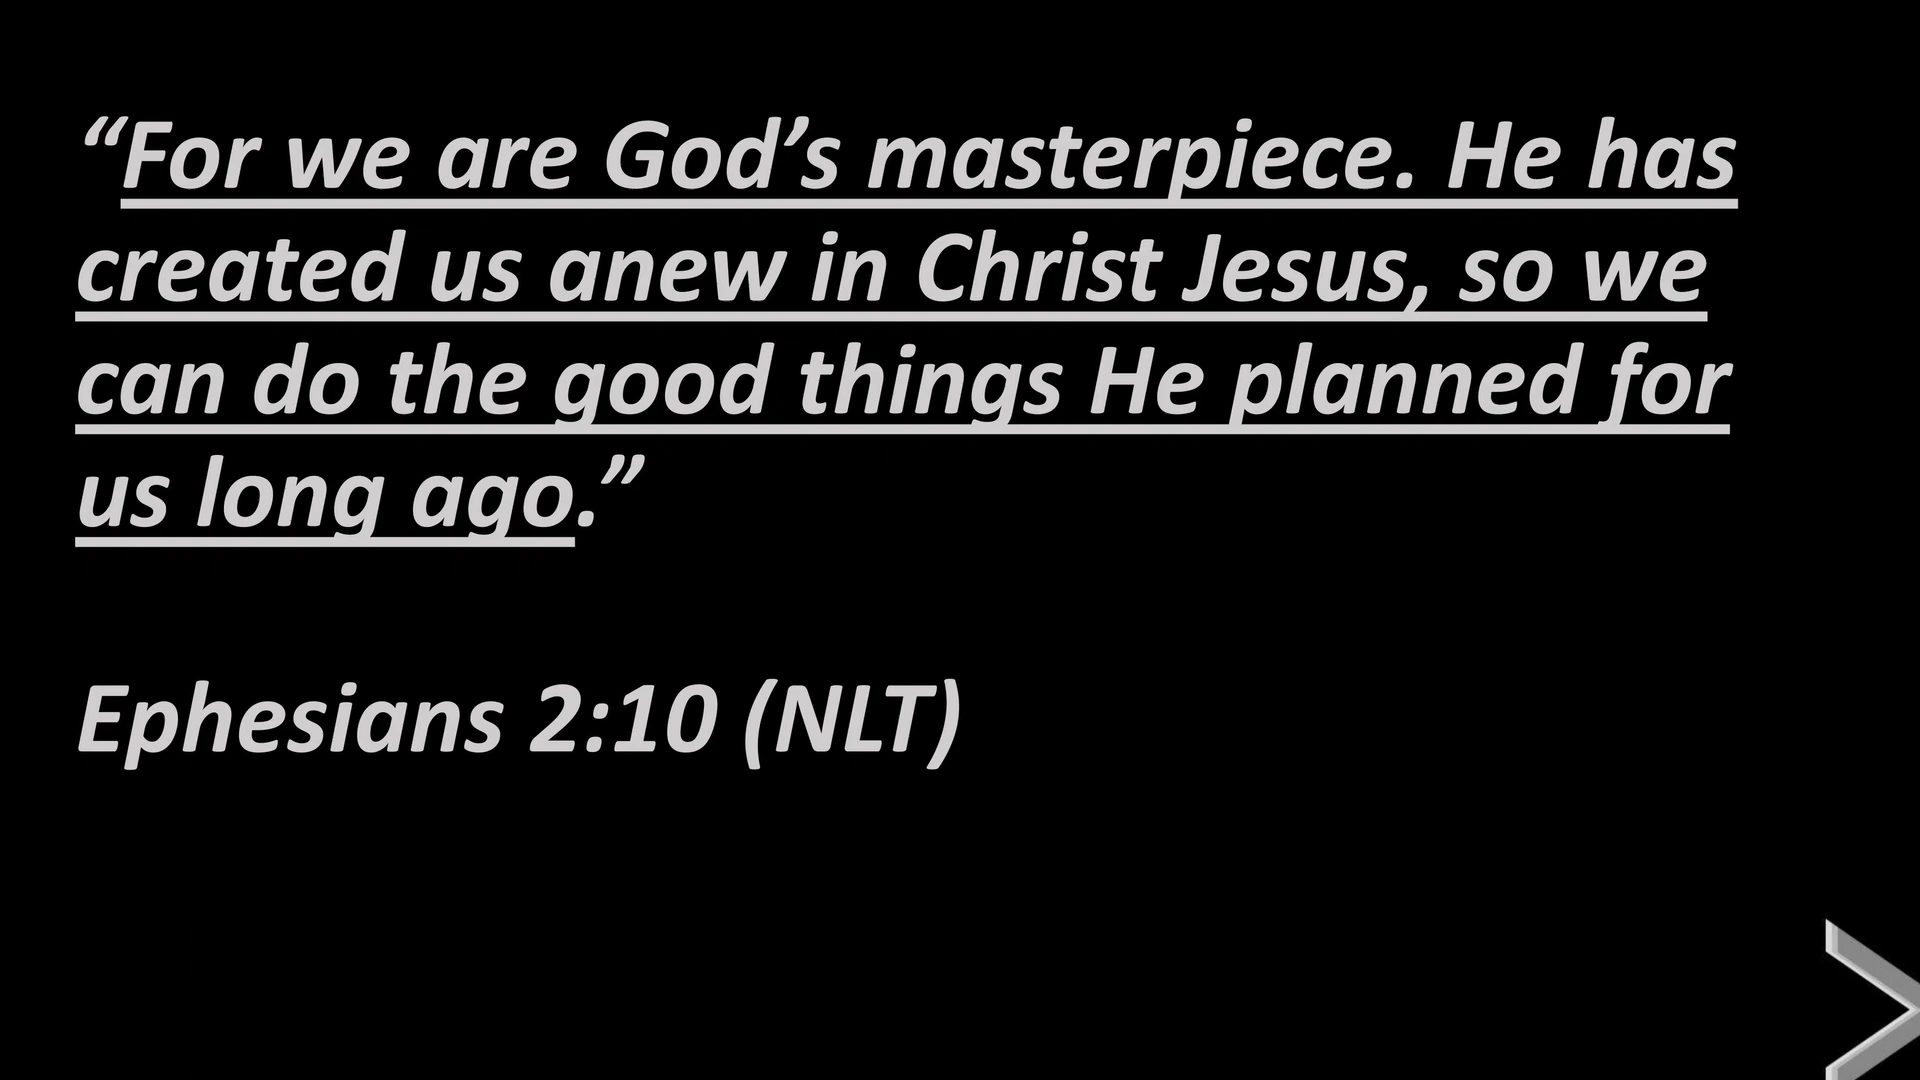 “For we are God’s masterpiece. He has
created us anew in Christ Jesus, so we
can do the good things He planned for
us long ago.”
Ephesians 2:10 (NLT)